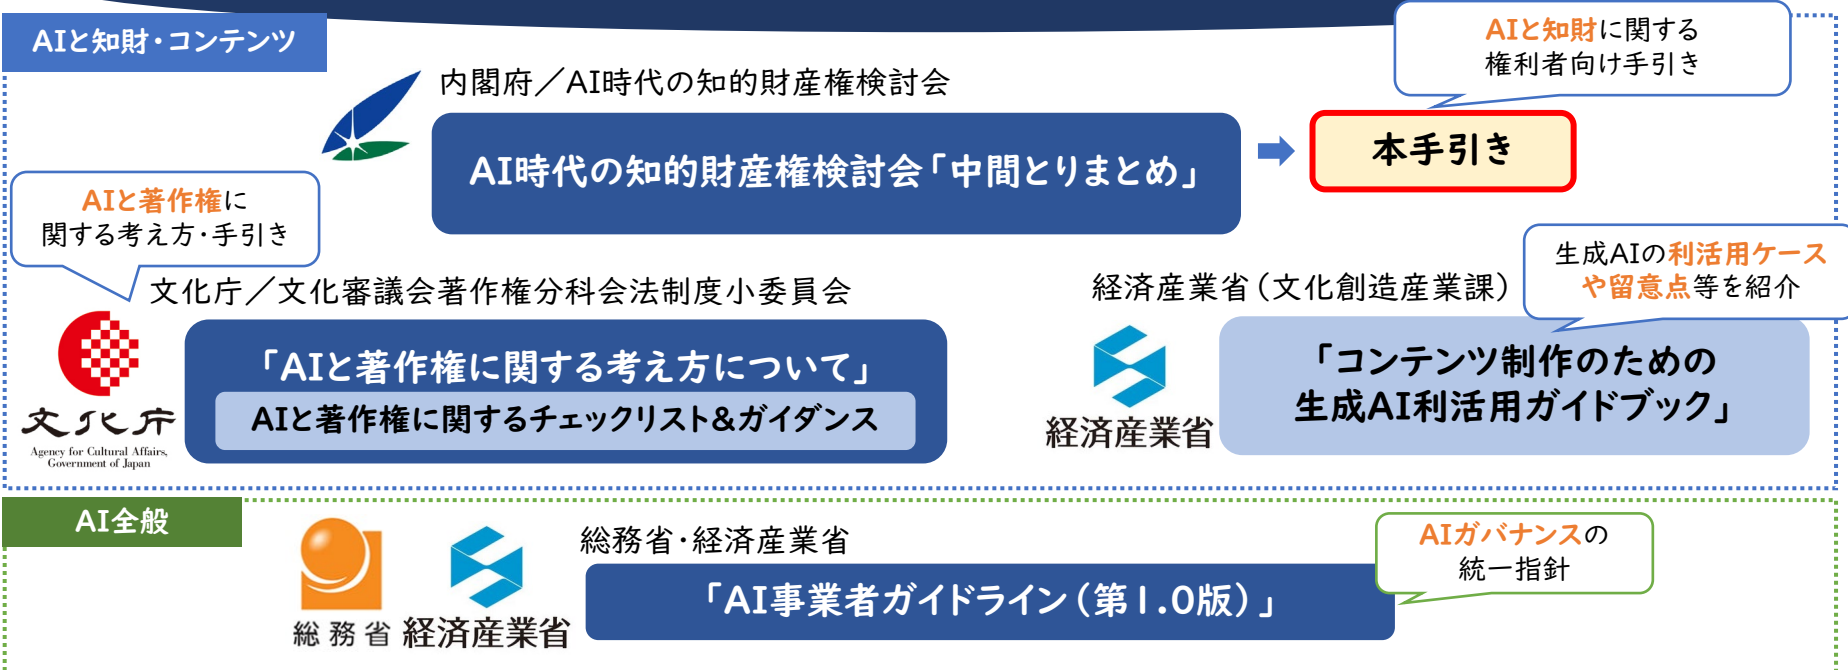 AIと知財・コンテンツ
AIと知財に関する
権利者向け手引き
内閣府／AI時代の知的財産権検討会
AI時代の知的財産権検討会「中間とりまとめ」
本手引き
AIと著作権に
関する考え方・手引き
文化庁／文化審議会著作権分科会法制度小委員会
「AIと著作権に関する考え方について」
AIと著作権に関するチェックリスト&ガイダンス
文化庁
Agency for Cultural Affairs,
Government of Japan
経済産業省（文化創造産業課）
生成AIの利活用ケース
や留意点等を紹介
「コンテンツ制作のための
生成AI利活用ガイドブック」
経済産業省
AI全般
総務省・経済産業省
AIガバナンスの
統一指針
「AI事業者ガイドライン（第1.0版）」
総務省
経済産業省